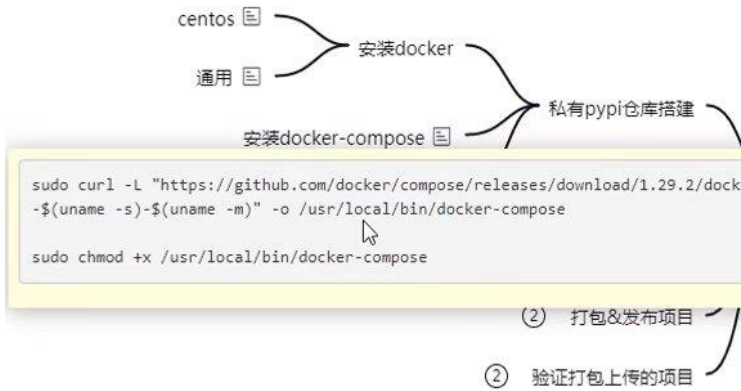 centos
安装docker
通用
私有pypi仓库搭建
安装docker-compose
sudo curl -L "https://github.com/docker/compose/releases/download/1.29.2/dock
-$(uname -s)-$(uname -m)" -o /usr/local/bin/docker-compose
sudo chmod +x /usr/local/bin/docker-compose
② 打包&发布项目
② 验证打包上传的项目